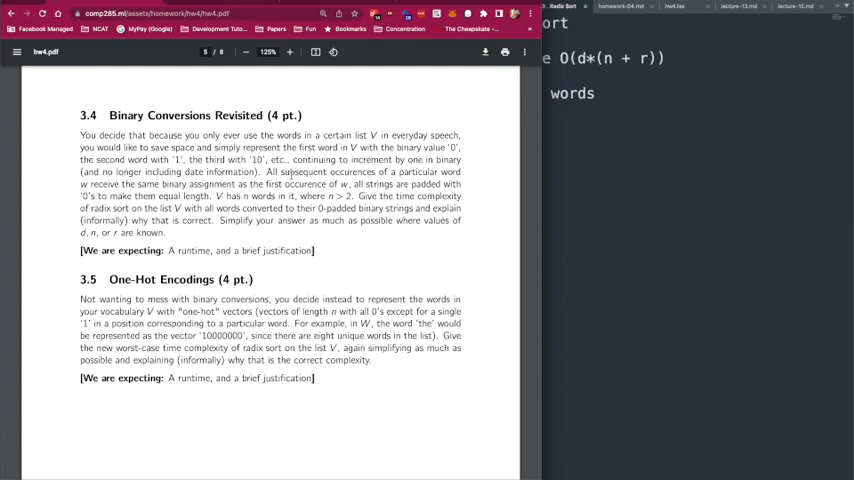 comp285.ml/assets/homework/hw4/hw4.pdf
Facebook Managed NCAT MyPay (Google) Development Tutor... Papers Fun Bookmarks Concentration The Cheapskate -...
hw4.pdf 5 / 8 125%
3.4 Binary Conversions Revisited (4 pt.)
You decide that because you only ever use the words in a certain list V in everyday speech,
you would like to save space and simply represent the first word in V with the binary value '0',
the second word with '1', the third with '10', etc., continuing to increment by one in binary
(and no longer including date information). All subsequent occurences of a particular word
w receive the same binary assignment as the first occurence of w, all strings are padded with
'0's to make them equal length. V has n words in it, where n > 2. Give the time complexity
of radix sort on the list V with all words converted to their 0-padded binary strings and explain
(informally) why that is correct. Simplify your answer as much as possible where values of
d, n, or r are known.
[We are expecting: A runtime, and a brief justification]
3.5 One-Hot Encodings (4 pt.)
Not wanting to mess with binary conversions, you decide instead to represent the words in
your vocabulary V with "one-hot" vectors (vectors of length n with all 0's except for a single
'1' in a position corresponding to a particular word. For example, in W, the word 'the' would
be represented as the vector '10000000', since there are eight unique words in the list). Give
the new worst-case time complexity of radix sort on the list V, again simplifying as much as
possible and explaining (informally) why that is the correct complexity.
[We are expecting: A runtime, and a brief justification]
3. Radix Sort homework-04.md hw4.tex lecture-13.md lecture-12.md
ort
e O(d*(n + r))
words